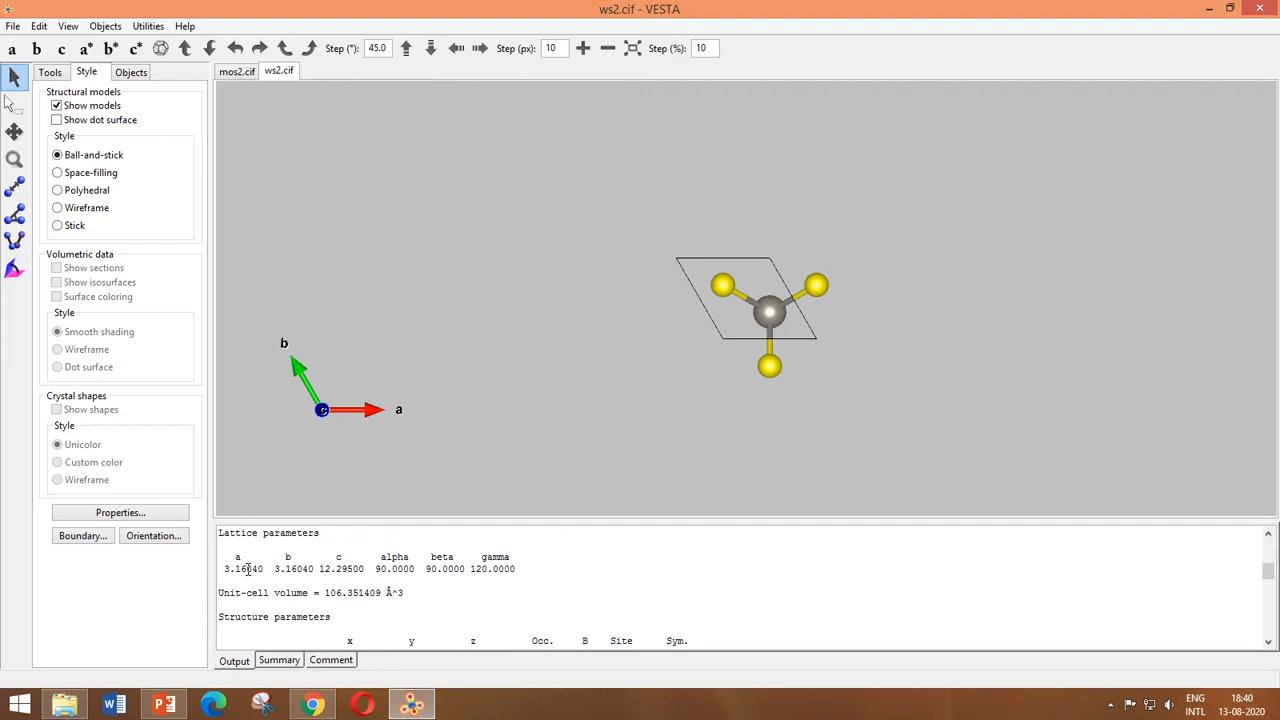 ws2.cif - VESTA
File Edit View Objects Utilities Help
a b c a* b* c* Step (°): 45.0 Step (px): 10 Step (%): 10
Tools Style Objects
mos2.cif ws2.cif
Structural models
Show models
Show dot surface
Style
Ball-and-stick
Space-filling
Polyhedral
Wireframe
Stick
Volumetric data
Show sections
Show isosurfaces
Surface coloring
Style
Smooth shading
Wireframe
Dot surface
Crystal shapes
Show shapes
Style
Unicolor
Custom color
Wireframe
Properties...
Boundary... Orientation...
b
a
c
Lattice parameters
a b c alpha beta gamma
3.16040 3.16040 12.29500 90.0000 90.0000 120.0000
Unit-cell volume = 106.351409 Å^3
Structure parameters
x y z Occ. B Site Sym.
Output Summary Comment
ENG 18:40
INTL 13-08-2020